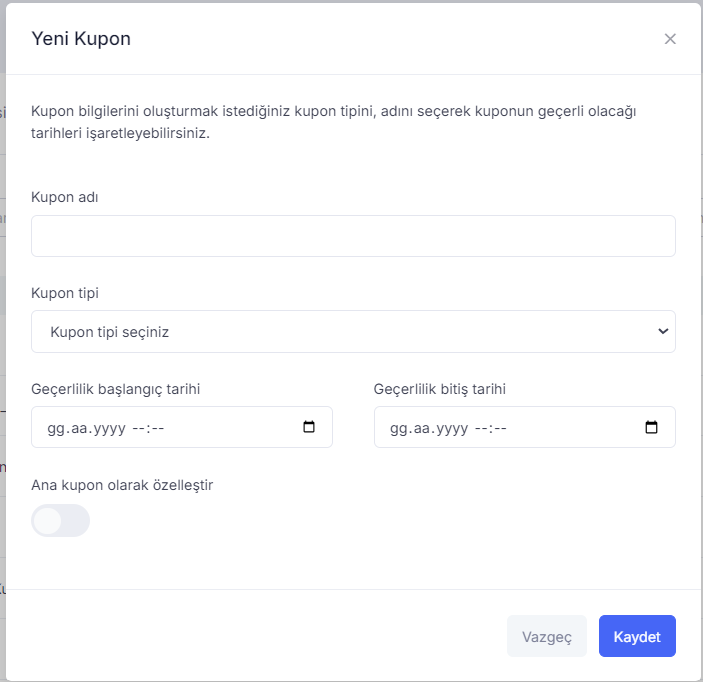 Yeni Kupon
Kupon bilgilerini oluşturmak istediğiniz kupon tipini, adını seçerek kuponun geçerli olacağı
tarihleri işaretleyebilirsiniz.
Kupon adı
Kupon tipi
Kupon tipi seçiniz
Geçerlilik başlangıç tarihi
Geçerlilik bitiş tarihi
gg.aa.yyyy --:--
gg.aa.yyyy --:--
Ana kupon olarak özelleştir
Vazgeç
Kaydet